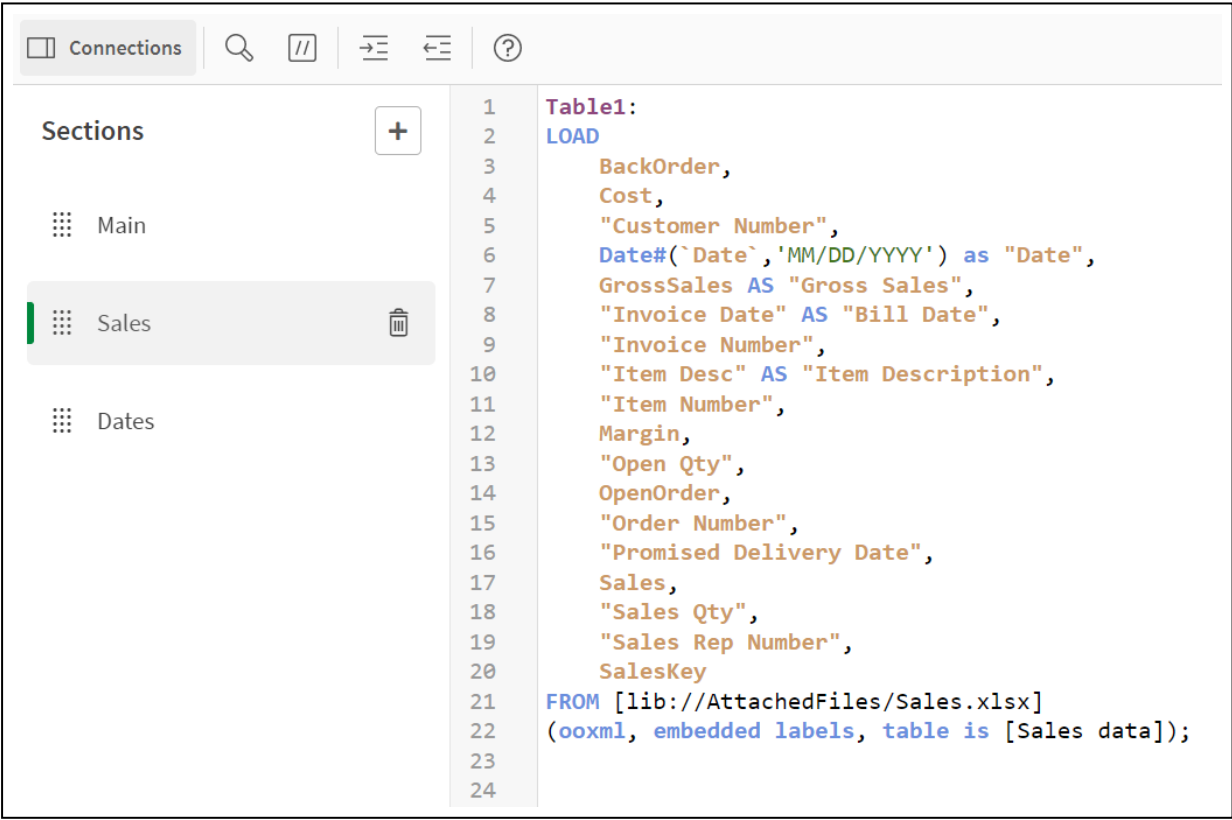 Connections
//
?
Sections
+
Main
Sales
Dates
1 Table1:
2 LOAD
3 BackOrder,
4 Cost,
5 "Customer Number",
6 Date#(`Date`,'MM/DD/YYYY') as "Date",
7 GrossSales AS "Gross Sales",
8 "Invoice Date" AS "Bill Date",
9 "Invoice Number",
10 "Item Desc" AS "Item Description",
11 "Item Number",
12 Margin,
13 "Open Qty",
14 OpenOrder,
15 "Order Number",
16 "Promised Delivery Date",
17 Sales,
18 "Sales Qty",
19 "Sales Rep Number",
20 SalesKey
21 FROM [lib://AttachedFiles/Sales.xlsx]
22 (ooxml, embedded labels, table is [Sales data]);
23
24